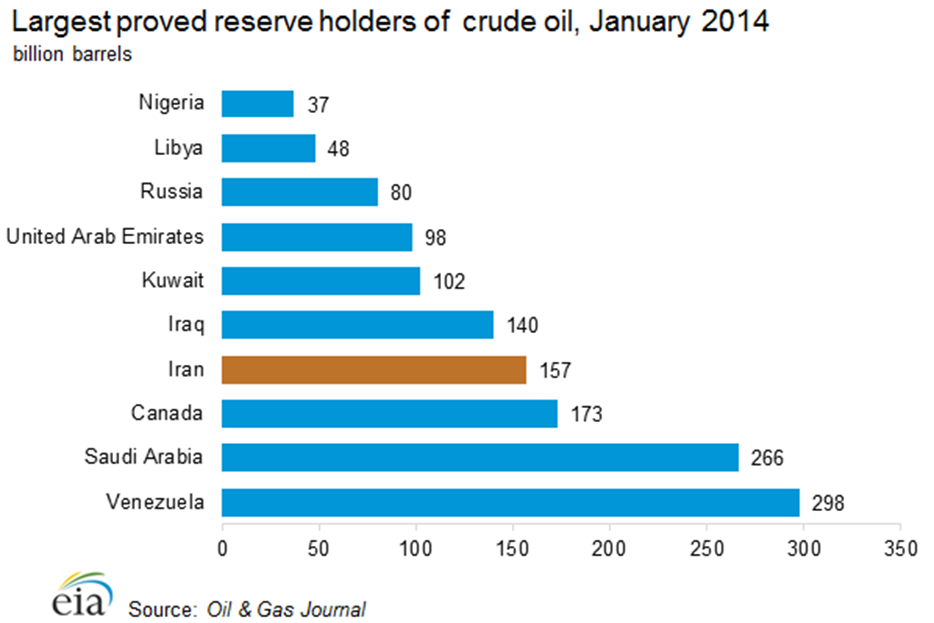 Largest proved reserve holders of crude oil, January 2014
billion barrels
Nigeria 37
Libya 48
Russia 80
United Arab Emirates 98
Kuwait 102
Iraq 140
Iran 157
Canada 173
Saudi Arabia 266
Venezuela 298
0 50 100 150 200 250 300 350
eia Source: Oil & Gas Journal